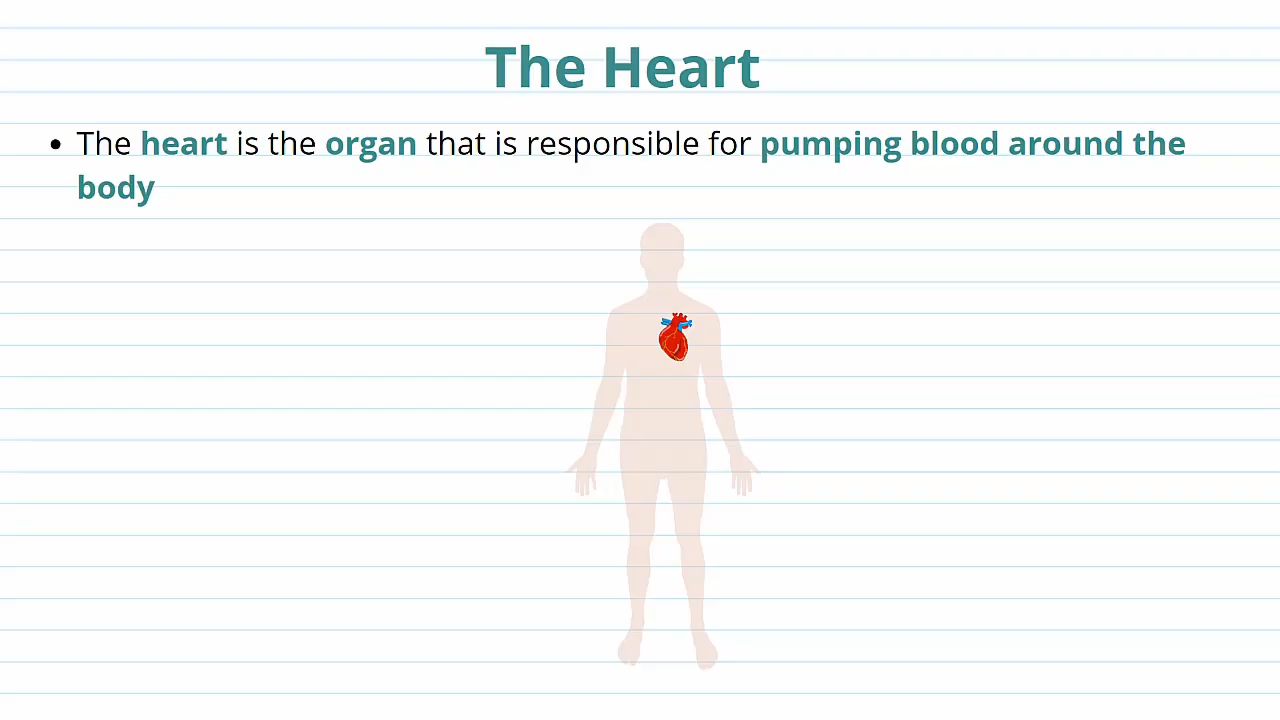 The Heart
• The heart is the organ that is responsible for pumping blood around the
body